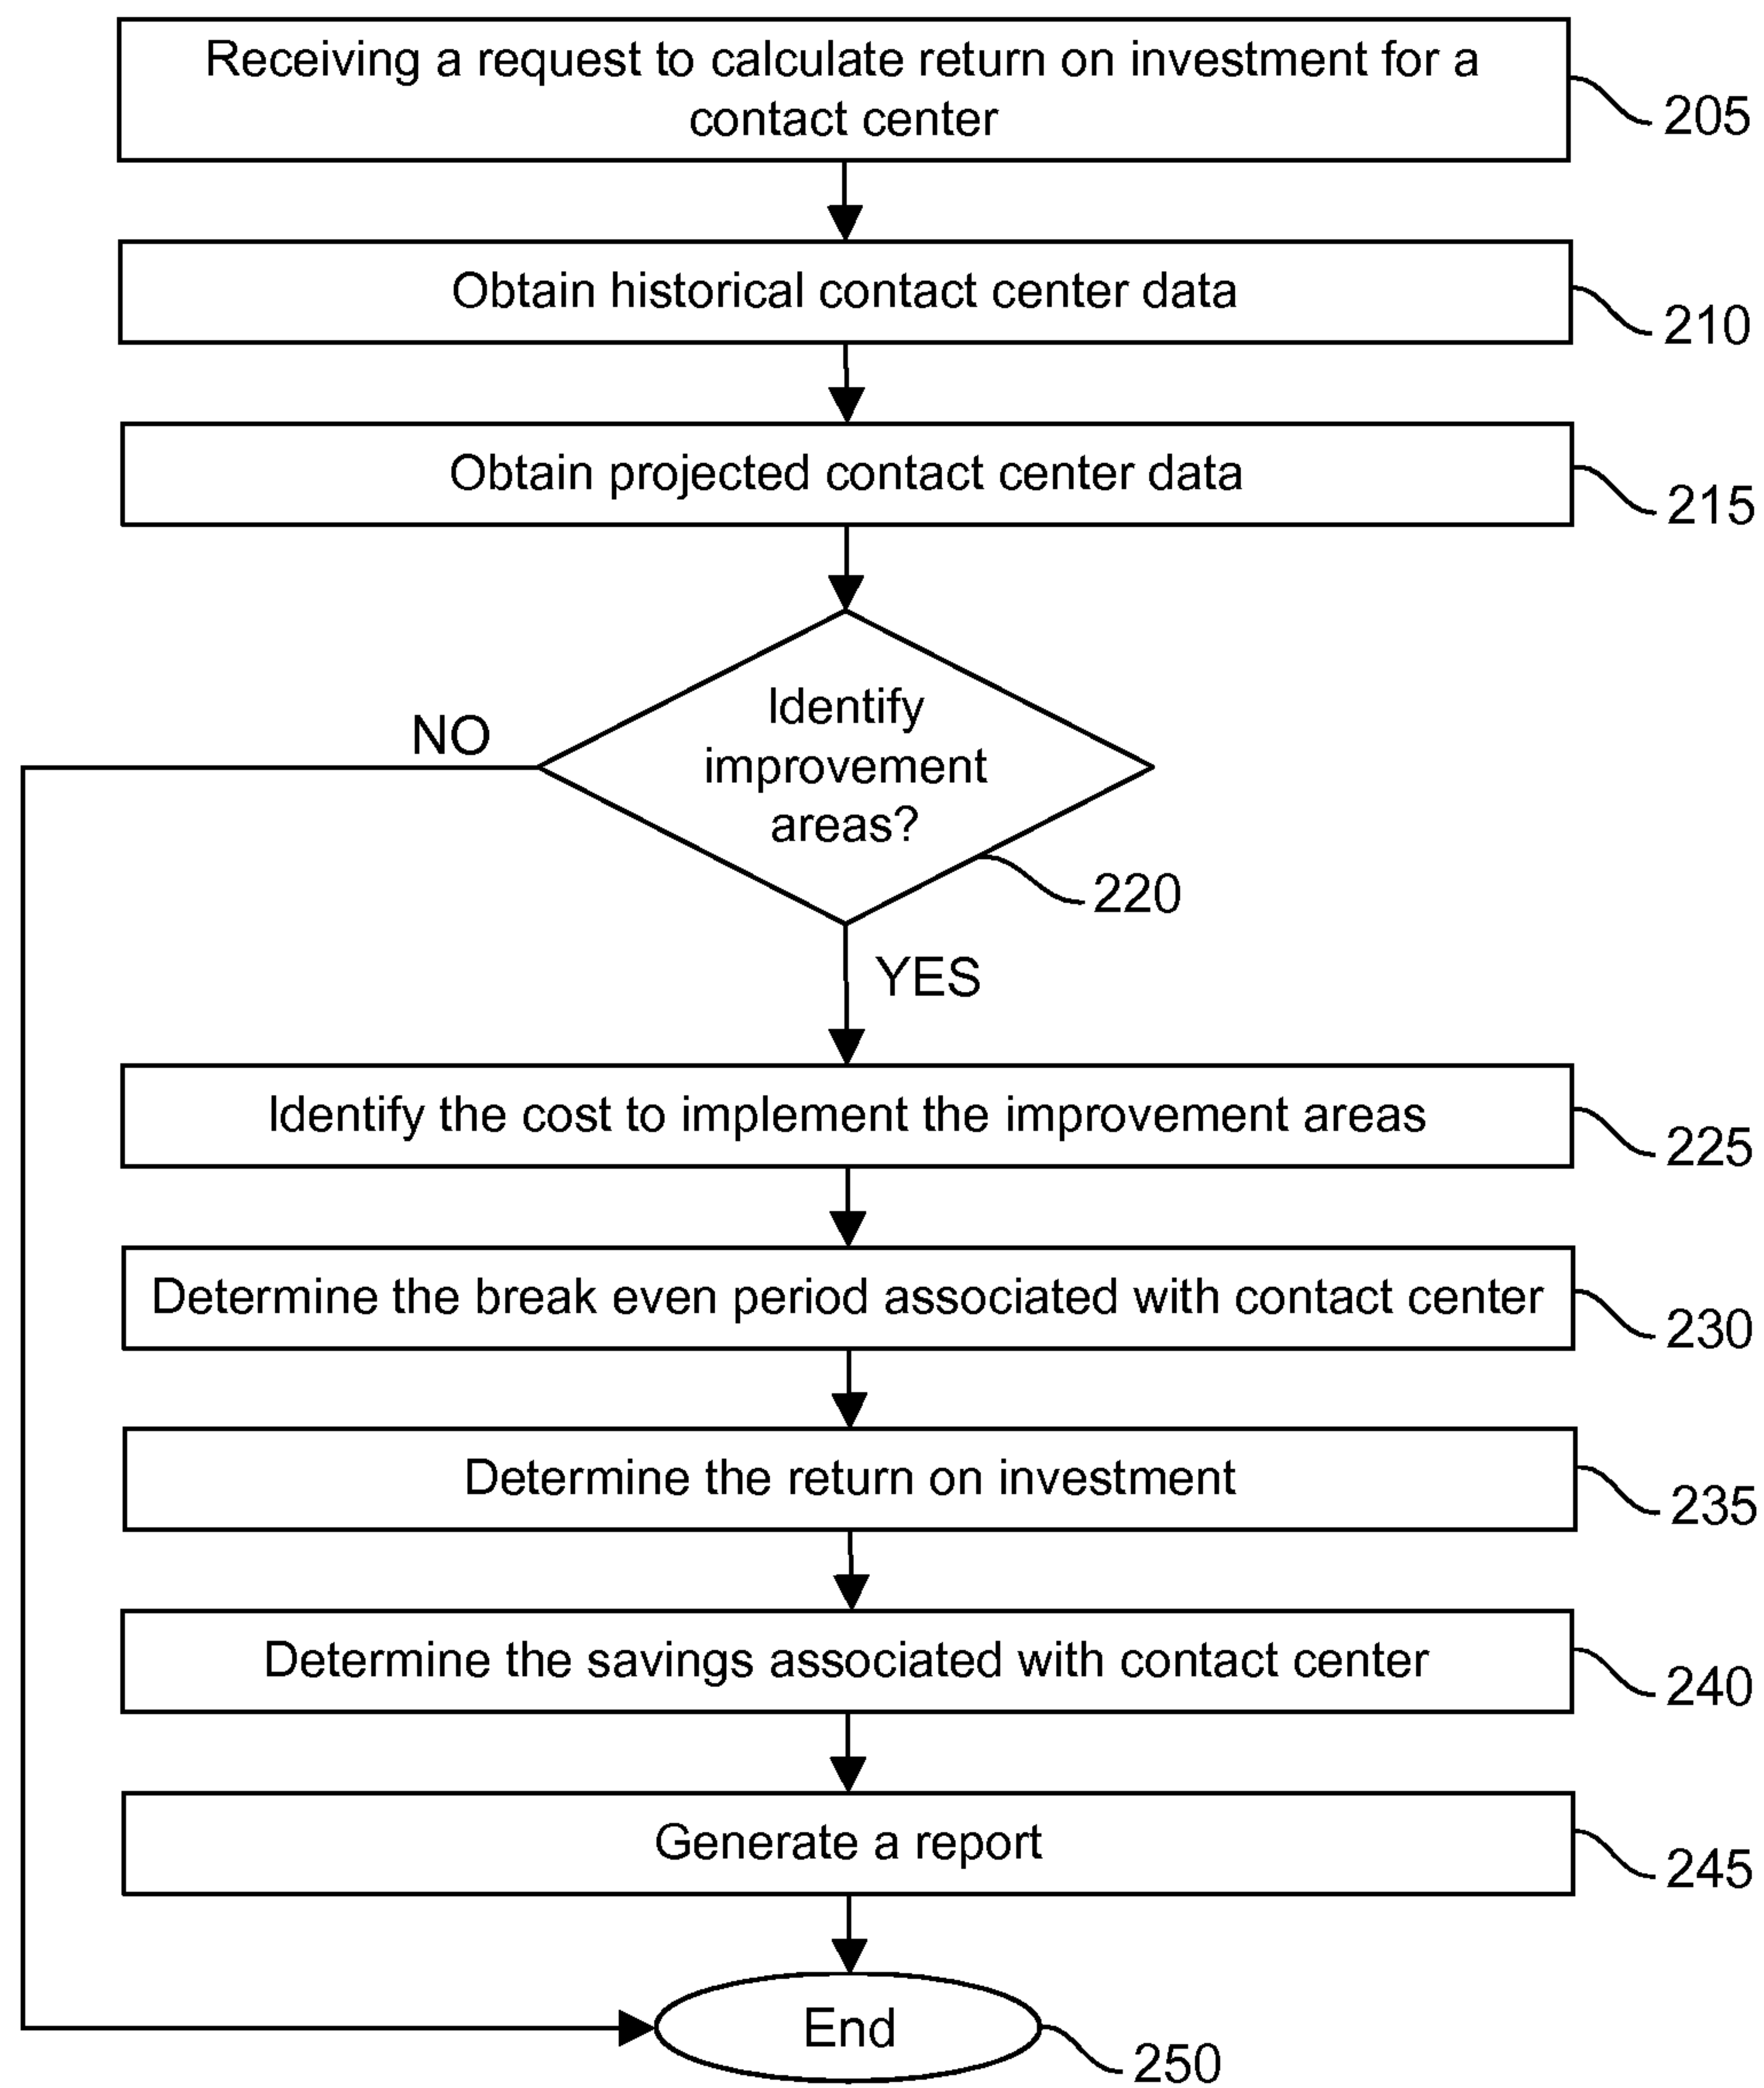 Receiving a request to calculate return on investment for a
contact center
205
Obtain historical contact center data
210
Obtain projected contact center data
215
Identify
improvement
areas?
NO
220
YES
Identify the cost to implement the improvement areas
225
Determine the break even period associated with contact center
230
Determine the return on investment
235
Determine the savings associated with contact center
240
Generate a report
245
End
250